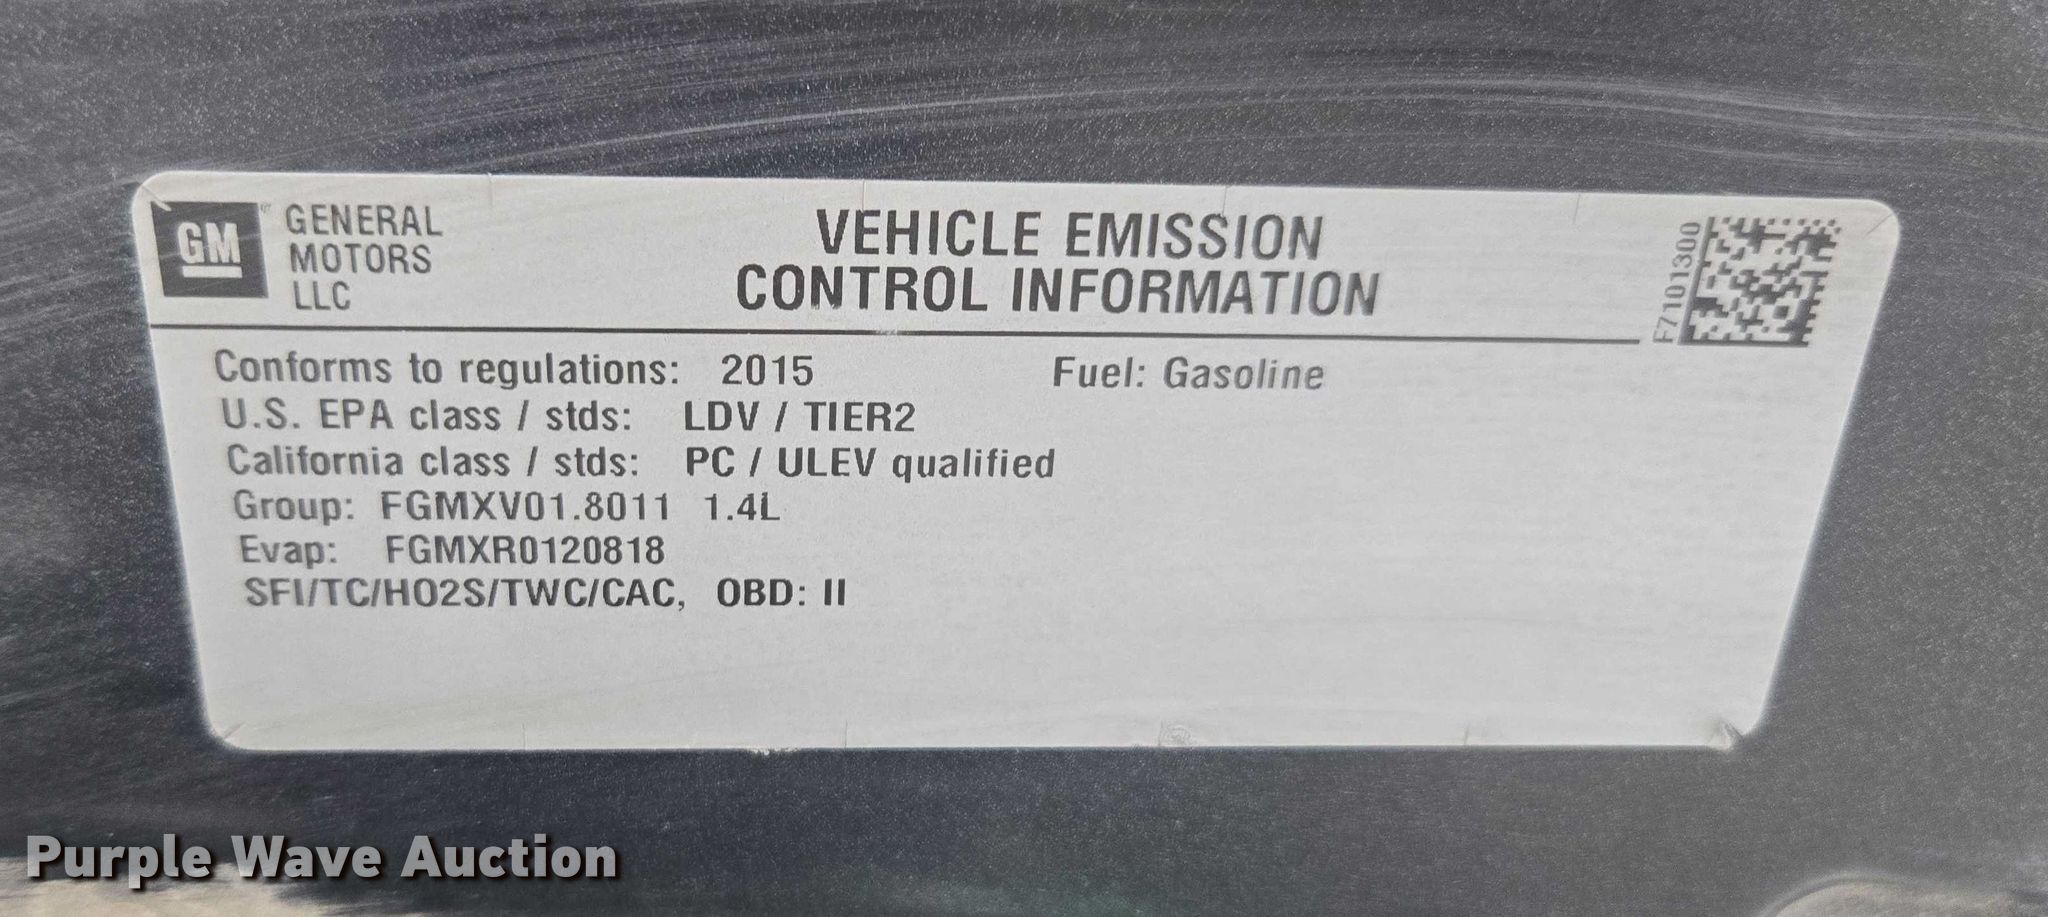 GM
GENERAL
MOTORS
LLC
VEHICLE EMISSION
CONTROL INFORMATION
F7101300
Conforms to regulations: 2015 Fuel: Gasoline
U.S. EPA class / stds: LDV / TIER2
California class / stds: PC / ULEV qualified
Group: FGMXV01.8011 1.4L
Evap: FGMXR0120818
SFI/TC/HO2S/TWC/CAC, OBD: II
Purple Wave Auction